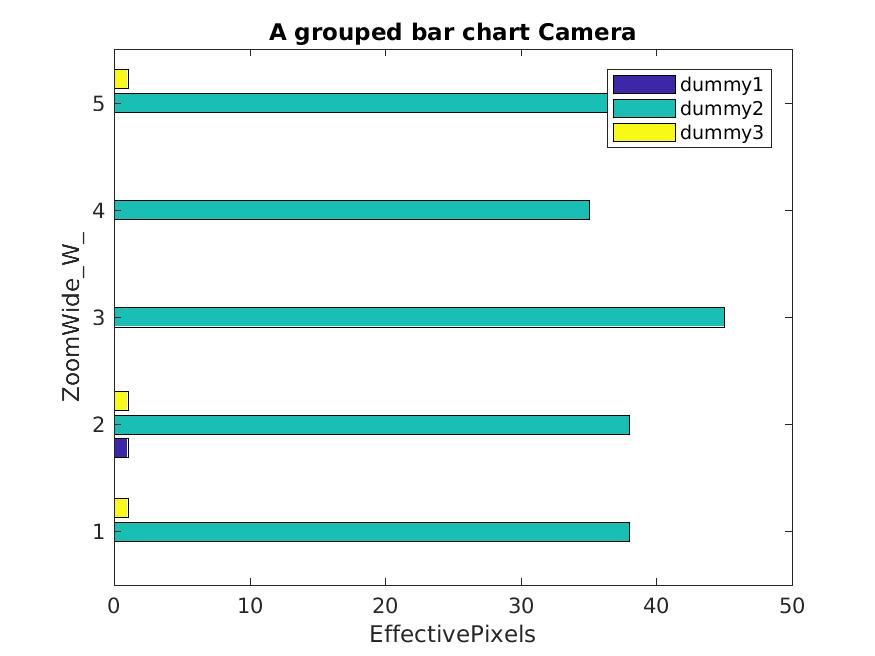 A grouped bar chart Camera
dummy1
dummy2
dummy3
ZoomWide_W_
5
4
3
2
1
0 10 20 30 40 50
EffectivePixels